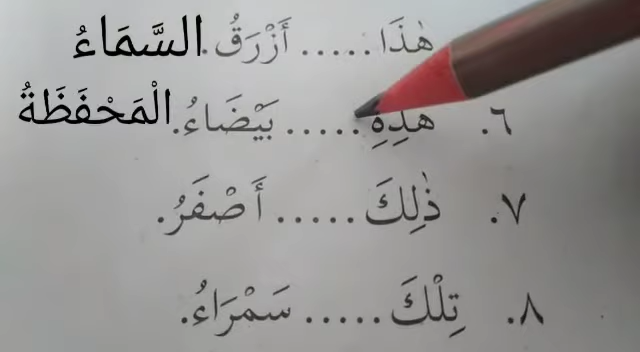 هٰذَا ..... أَزْرَقُ. السَّمَاءُ
٦. هٰذِهِ ..... بَيْضَاءُ. الْمَحْفَظَةُ
٧. ذٰلِكَ ..... أَصْفَرُ.
٨. تِلْكَ ..... سَمْرَاءُ.